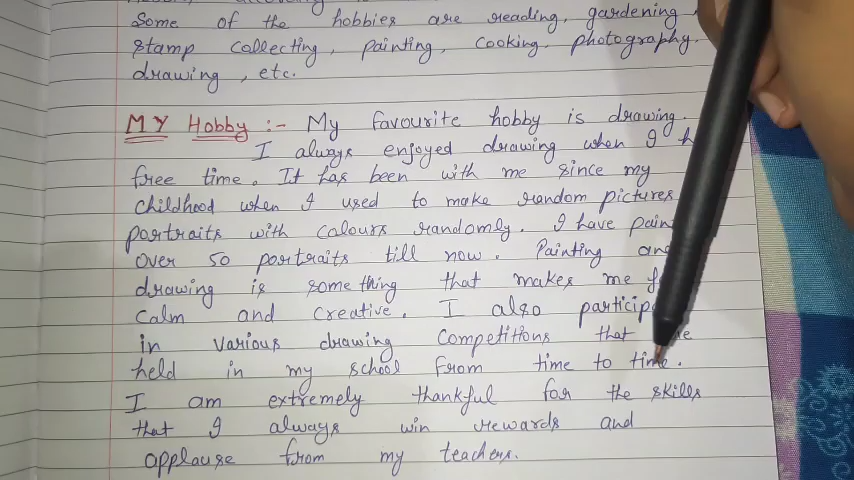 Some of the hobbies are reading, gardening,
stamp collecting, painting, cooking, photography
drawing, etc.
MY Hobby :- My favourite hobby is drawing.
I always enjoyed drawing when I
free time. It has been with me since my
childhood when I used to make random pictures
portraits with colours randomly. I have
over 50 portraits till now. Painting
drawing is something that makes me
calm and creative. I also
in various drawing competitions that
held in my school from time to time.
I am extremely thankful for the skills
that I always win rewards and
applause from my teachers.